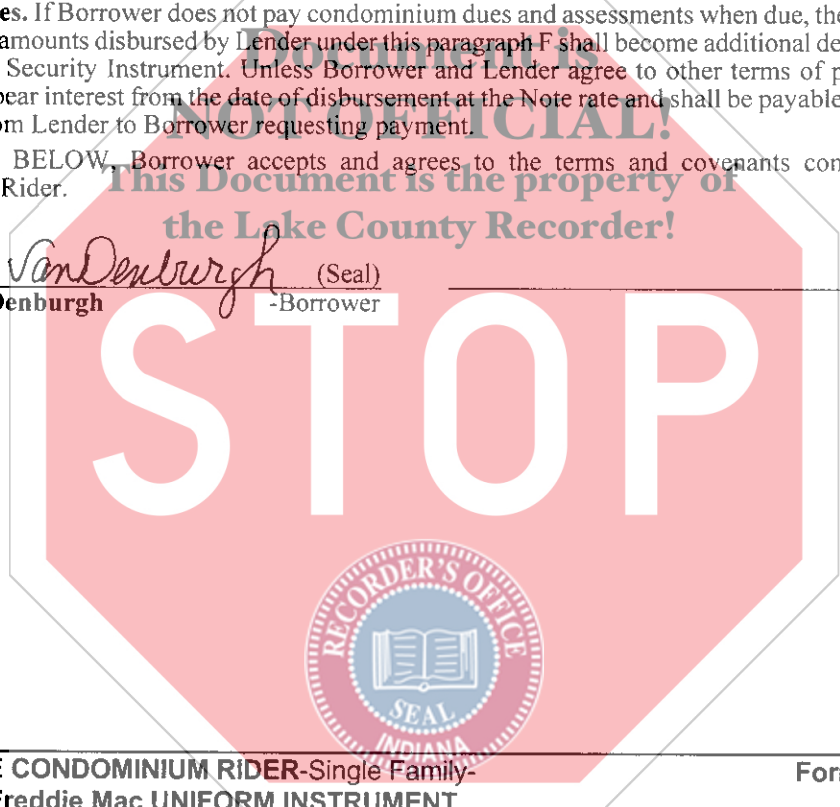 es. If Borrower does not pay condominium dues and assessments when due, the
amounts disbursed by Lender under this paragraph F shall become additional de
Security Instrument. Unless Borrower and Lender agree to other terms of p
bear interest from the date of disbursement at the Note rate and shall be payable
om Lender to Borrower requesting payment.
BELOW, Borrower accepts and agrees to the terms and covenants con
Rider.
Document is
NOT OFFICIAL!
This Document is the property of
the Lake County Recorder!
VanDenburgh (Seal)
Denburgh -Borrower
STOP
RECORDER'S OFFICE
SEAL
INDIANA
E CONDOMINIUM RIDER-Single Family- For
Freddie Mac UNIFORM INSTRUMENT